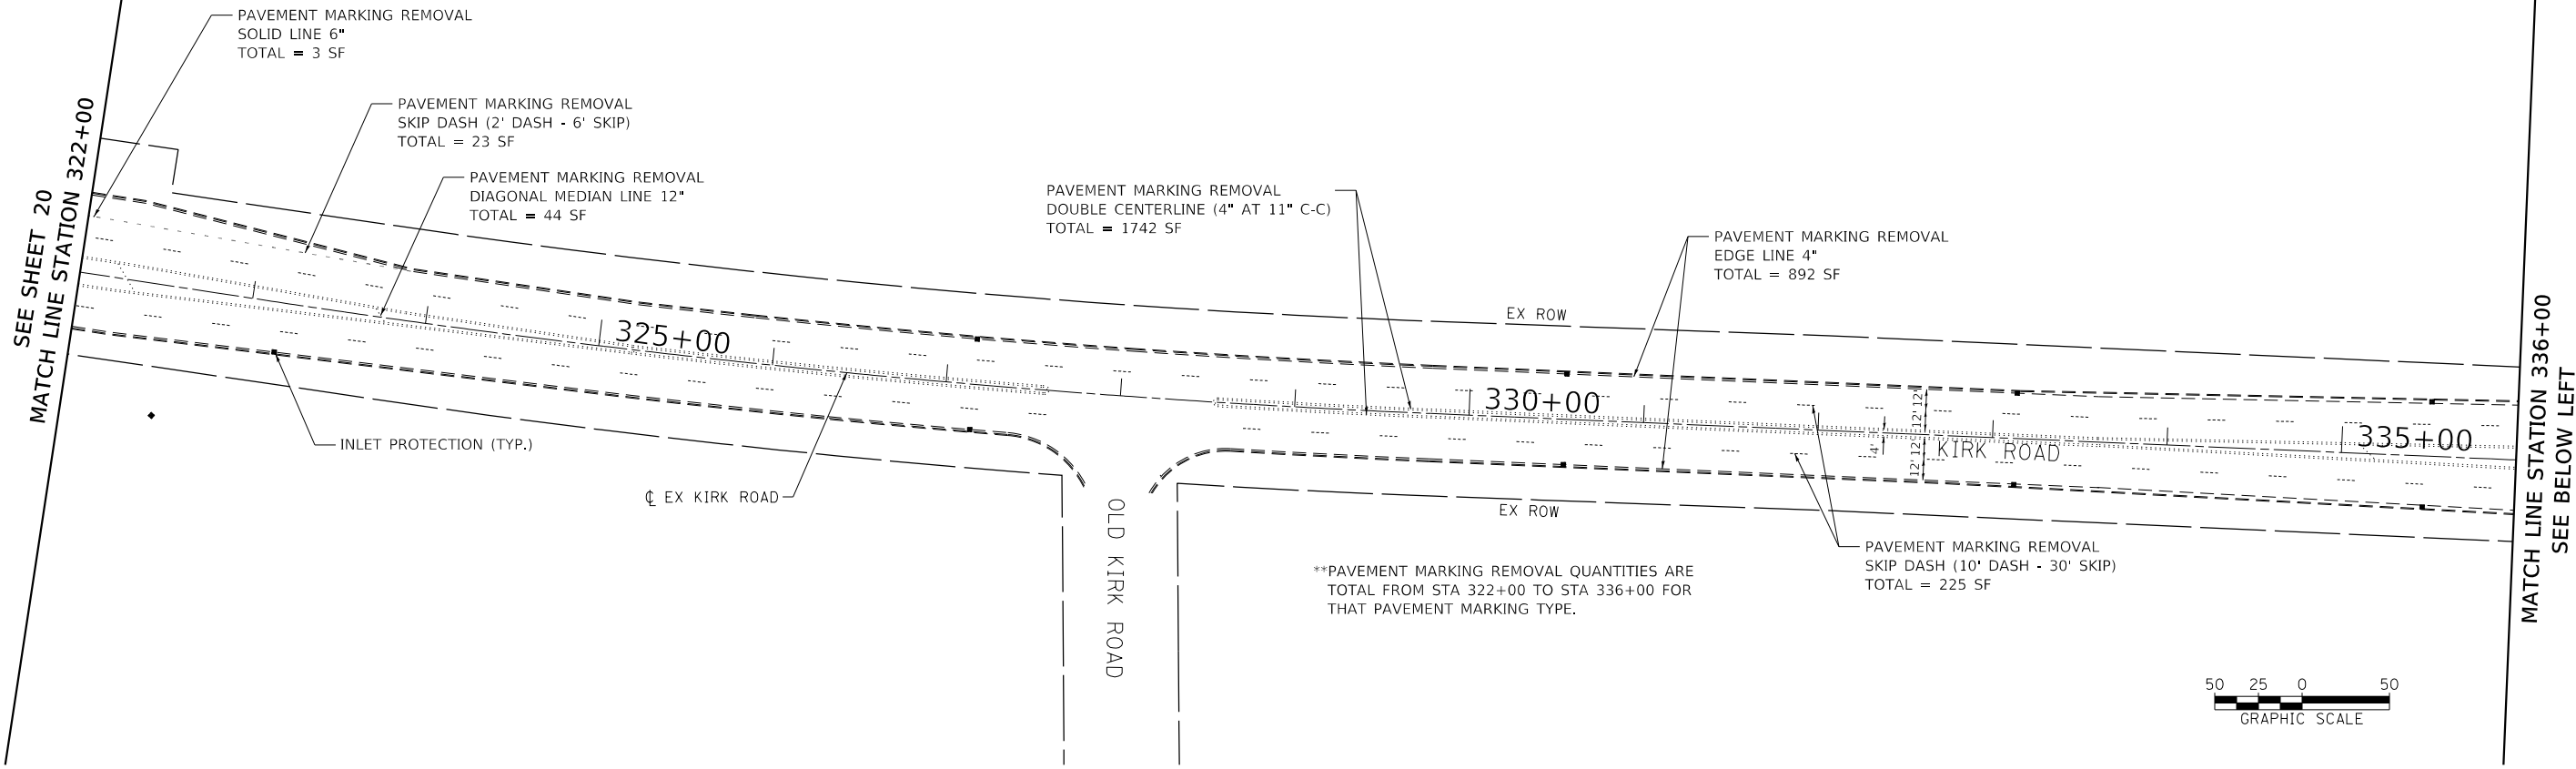 PAVEMENT MARKING REMOVAL
SOLID LINE 6"
TOTAL = 3 SF
PAVEMENT MARKING REMOVAL
SKIP DASH (2' DASH - 6' SKIP)
TOTAL = 23 SF
PAVEMENT MARKING REMOVAL
DIAGONAL MEDIAN LINE 12"
TOTAL = 44 SF
SEE SHEET 20
MATCH LINE STATION 322+00
PAVEMENT MARKING REMOVAL
DOUBLE CENTERLINE (4" AT 11" C-C)
TOTAL = 1742 SF
PAVEMENT MARKING REMOVAL
EDGE LINE 4"
TOTAL = 892 SF
EX ROW
325+00
330+00
335+00
12' 12'
12' 12'
4'
KIRK ROAD
INLET PROTECTION (TYP.)
℄ EX KIRK ROAD
EX ROW
OLD KIRK ROAD
**PAVEMENT MARKING REMOVAL QUANTITIES ARE
TOTAL FROM STA 322+00 TO STA 336+00 FOR
THAT PAVEMENT MARKING TYPE.
PAVEMENT MARKING REMOVAL
SKIP DASH (10' DASH - 30' SKIP)
TOTAL = 225 SF
MATCH LINE STATION 336+00
SEE BELOW LEFT
50 25 0 50
GRAPHIC SCALE